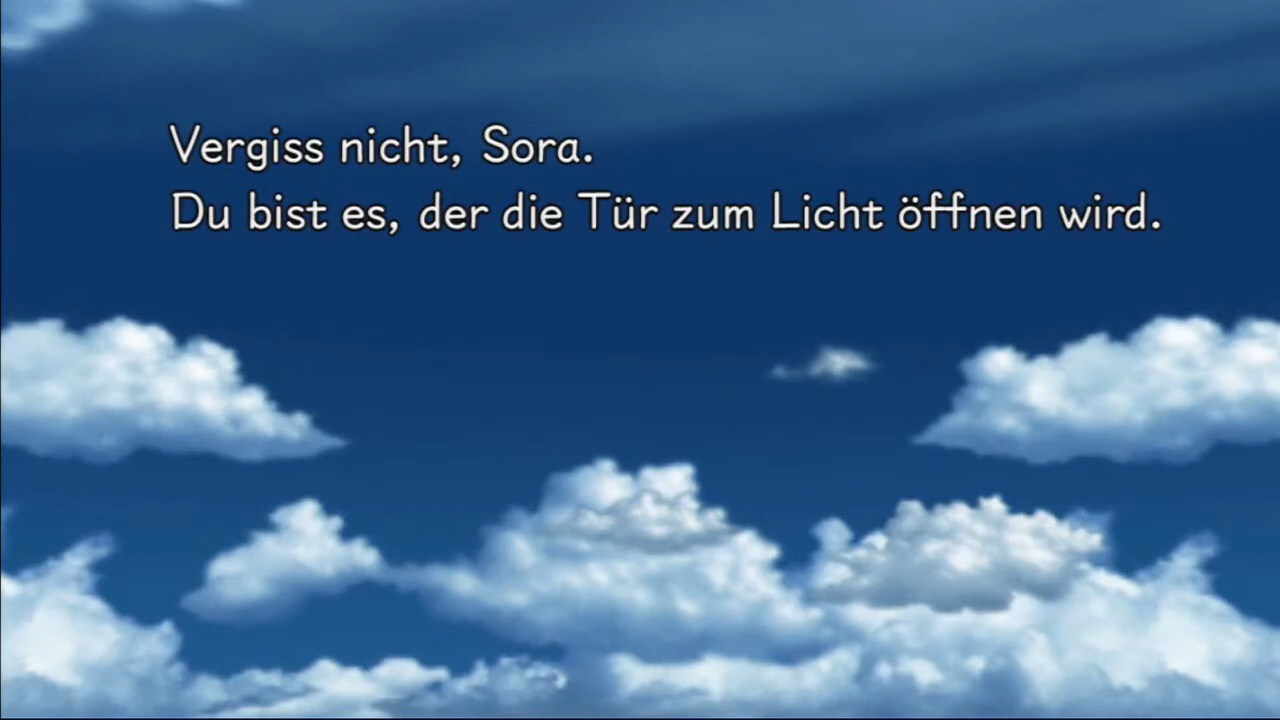 Vergiss nicht, Sora.
Du bist es, der die Tür zum Licht öffnen wird.